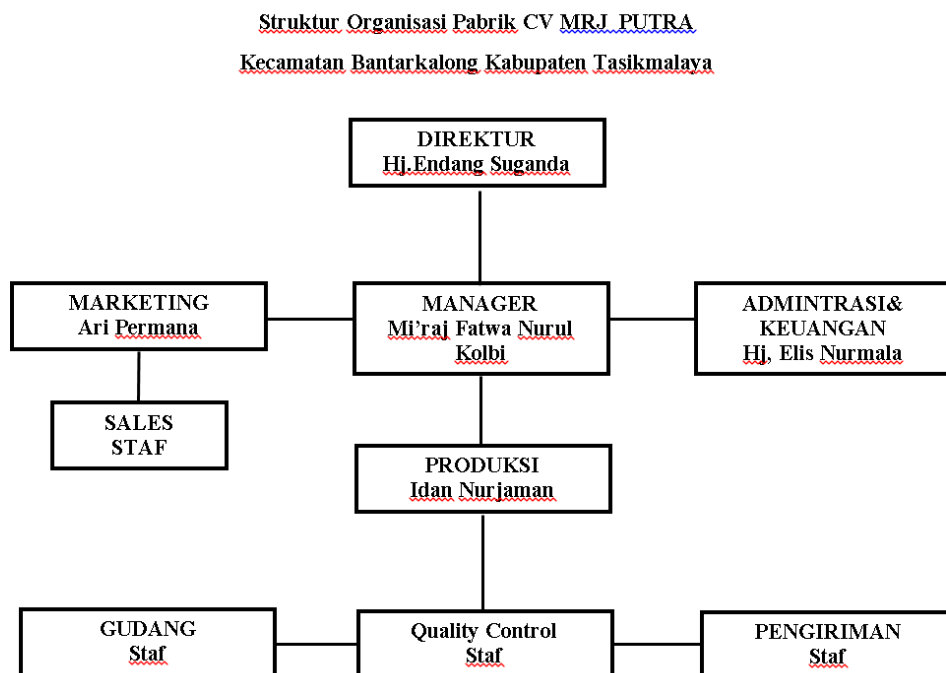 Struktur Organisasi Pabrik CV MRJ PUTRA
Kecamatan Bantarkalong Kabupaten Tasikmalaya
DIREKTUR
Hj.Endang Suganda
MARKETING
Ari Permana
MANAGER
Mi’raj Fatwa Nurul
Kolbi
ADMINTRASI&
KEUANGAN
Hj, Elis Nurmala
SALES
STAF
PRODUKSI
Idan Nurjaman
GUDANG
Staf
Quality Control
Staf
PENGIRIMAN
Staf